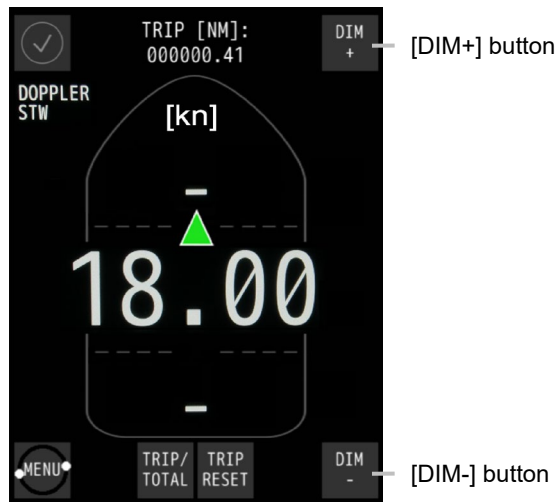 TRIP [NM]:
000000.41
DIM
+
[DIM+] button
DOPPLER
STW
[kn]
-
18.00
-
MENU
TRIP/
TOTAL
TRIP
RESET
DIM
-
[DIM-] button